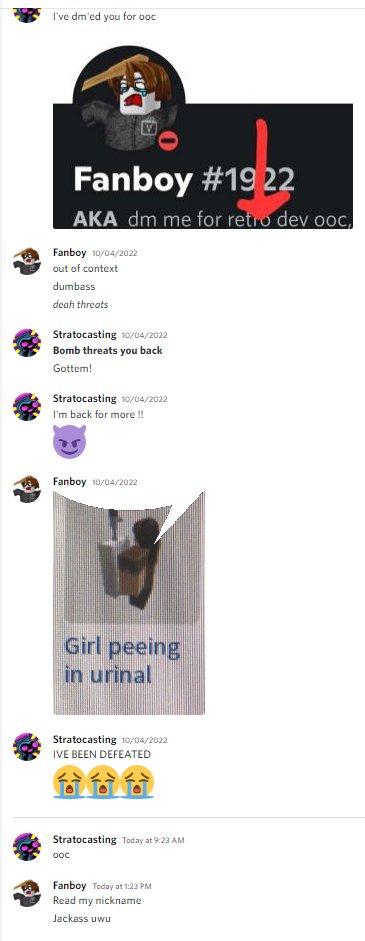 I've dm'ed you for ooc
Fanboy #1922
AKA dm me for retro dev ooc,
Fanboy 10/04/2022
out of context
dumbass
deah threats
Stratocasting 10/04/2022
Bomb threats you back
Gottem!
Stratocasting 10/04/2022
I'm back for more !!
Fanboy 10/04/2022
Girl peeing
in urinal
Stratocasting 10/04/2022
IVE BEEN DEFEATED
Stratocasting Today at 9:23 AM
ooc
Fanboy Today at 1:23 PM
Read my nickname
Jackass uwu